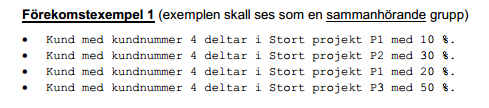 Förekomstexempel 1 (exemplen skall ses som en sammanhörande grupp)
• Kund med kundnummer 4 deltar i Stort projekt P1 med 10 %.
• Kund med kundnummer 4 deltar i Stort projekt P2 med 30 %.
• Kund med kundnummer 4 deltar i Stort projekt P1 med 20 %.
• Kund med kundnummer 4 deltar i Stort projekt P3 med 50 %.